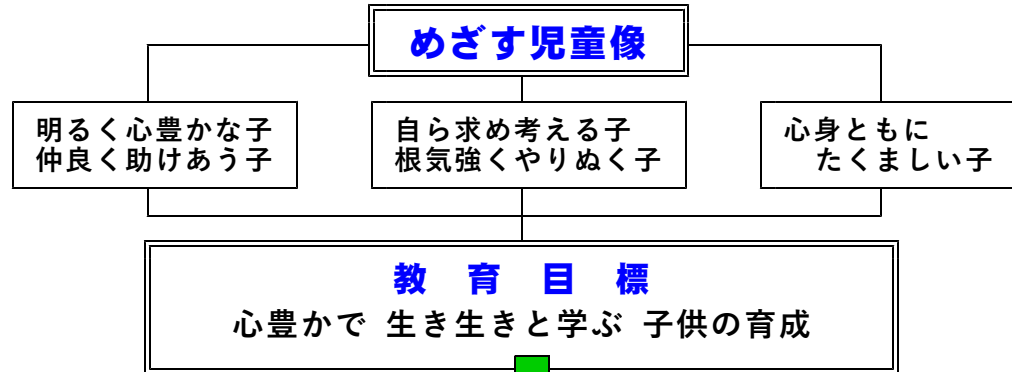 めざす児童像
明るく心豊かな子
仲良く助けあう子
自ら求め考える子
根気強くやりぬく子
心身ともに
たくましい子
教 育 目 標
心豊かで 生き生きと学ぶ 子供の育成